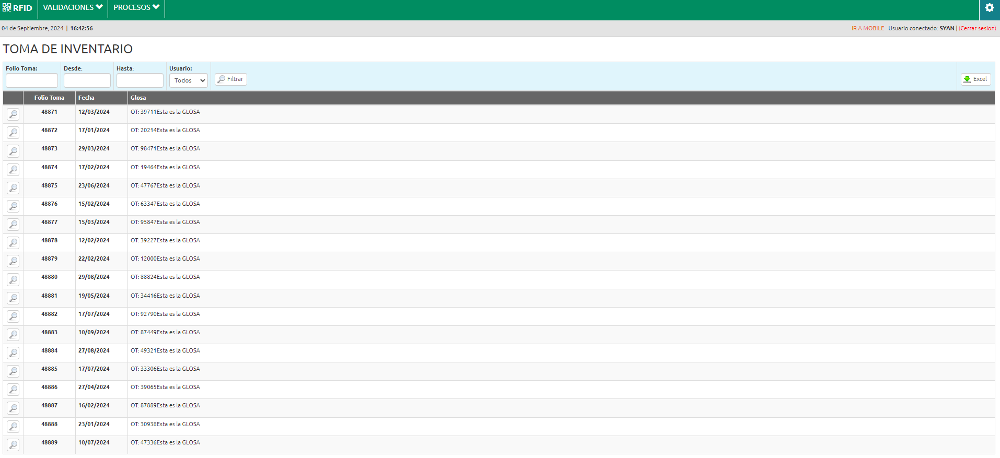 RFID VALIDACIONES PROCESOS
04 de Septiembre, 2024 | 16:42:56 IR A MOBILE Usuario conectado: SYAN | (Cerrar sesion)
TOMA DE INVENTARIO
Folio Toma: Desde: Hasta: Usuario:
Todos Filtrar Excel
Folio Toma Fecha Glosa
48871 12/03/2024 OT: 39711Esta es la GLOSA
48872 17/01/2024 OT: 20214Esta es la GLOSA
48873 29/03/2024 OT: 98471Esta es la GLOSA
48874 17/02/2024 OT: 19464Esta es la GLOSA
48875 23/06/2024 OT: 47767Esta es la GLOSA
48876 15/02/2024 OT: 63347Esta es la GLOSA
48877 15/03/2024 OT: 95847Esta es la GLOSA
48878 12/02/2024 OT: 39227Esta es la GLOSA
48879 22/02/2024 OT: 12000Esta es la GLOSA
48880 29/08/2024 OT: 88824Esta es la GLOSA
48881 19/05/2024 OT: 34416Esta es la GLOSA
48882 17/07/2024 OT: 92790Esta es la GLOSA
48883 10/09/2024 OT: 87449Esta es la GLOSA
48884 27/08/2024 OT: 49321Esta es la GLOSA
48885 17/07/2024 OT: 33306Esta es la GLOSA
48886 27/04/2024 OT: 39065Esta es la GLOSA
48887 16/02/2024 OT: 87889Esta es la GLOSA
48888 23/01/2024 OT: 30938Esta es la GLOSA
48889 10/07/2024 OT: 47336Esta es la GLOSA